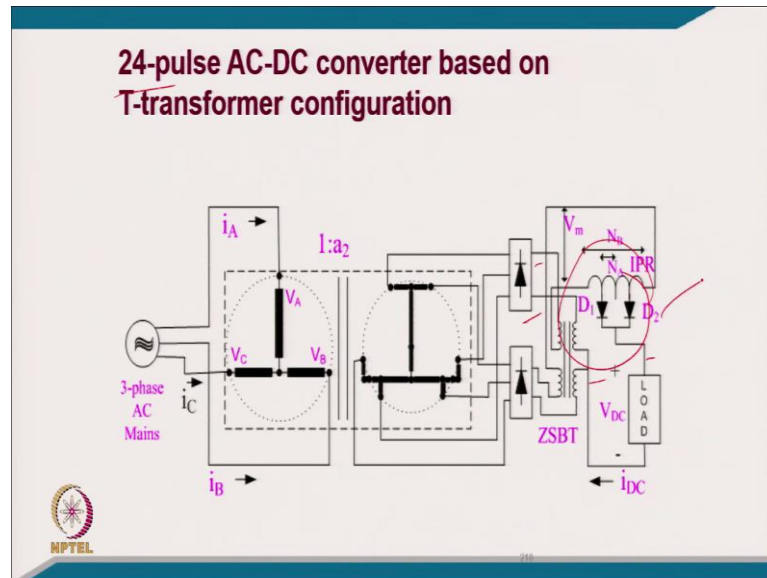 24-pulse AC-DC converter based on
T-transformer configuration
iA
1:a2
Vm
NB
NA
IPR
VA
D1
D2
VC
VB
3-phase
AC
Mains
iC
+
VDC
LOAD
ZSBT
-
iB
iDC
NPTEL
210